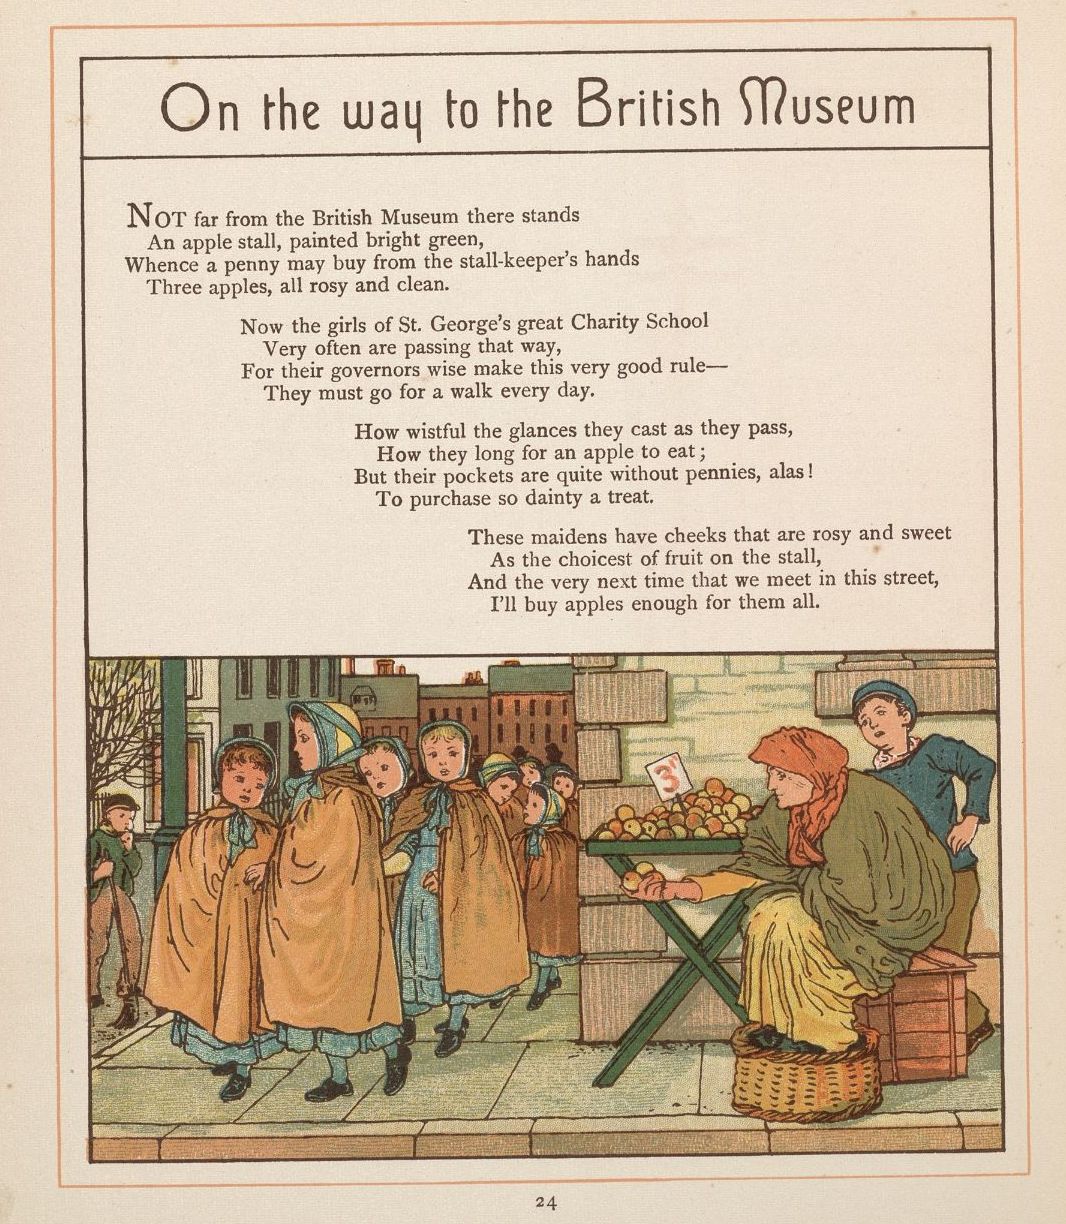 On the way to the British Museum
NOT far from the British Museum there stands
An apple stall, painted bright green,
Whence a penny may buy from the stall-keeper's hands
Three apples, all rosy and clean.
Now the girls of St. George's great Charity School
Very often are passing that way,
For their governors wise make this very good rule—
They must go for a walk every day.
How wistful the glances they cast as they pass,
How they long for an apple to eat;
But their pockets are quite without pennies, alas!
To purchase so dainty a treat.
These maidens have cheeks that are rosy and sweet
As the choicest of fruit on the stall,
And the very next time that we meet in this street,
I'll buy apples enough for them all.
24